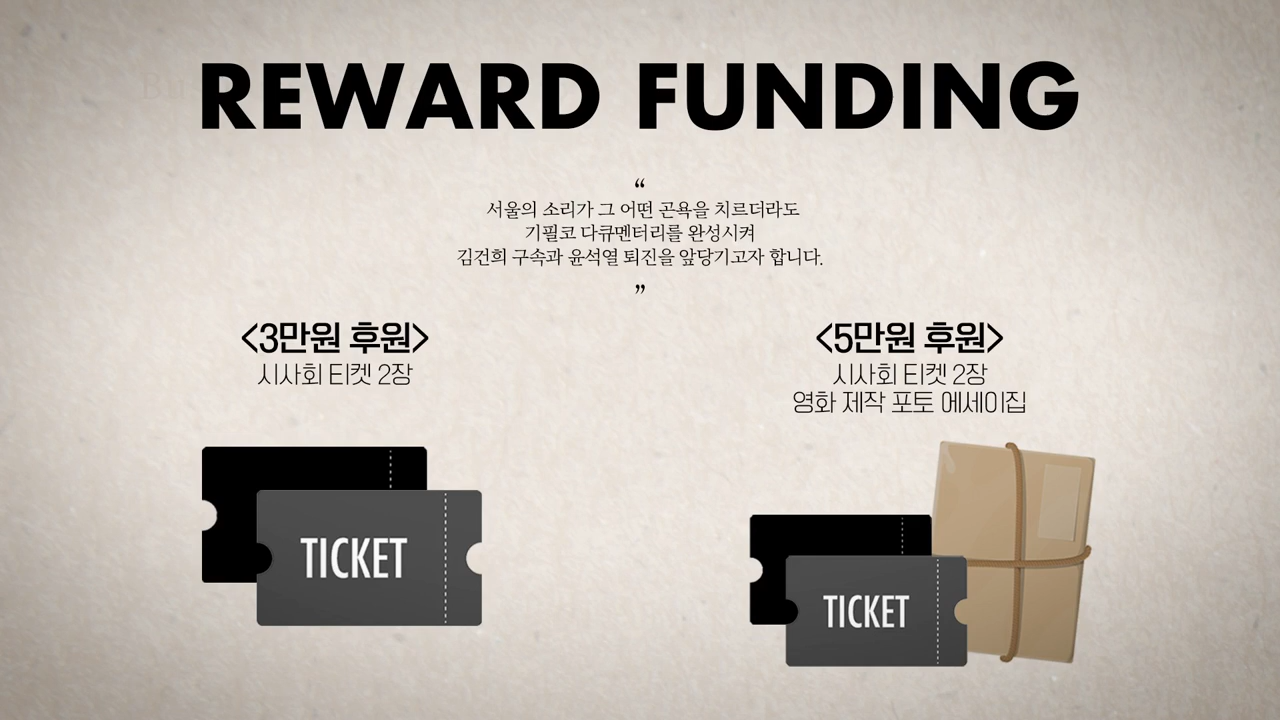 REWARD FUNDING
“
서울의 소리가 그 어떤 곤욕을 치르더라도
기필코 다큐멘터리를 완성시켜
김건희 구속과 윤석열 퇴진을 앞당기고자 합니다.
”
<3만원 후원>
시사회 티켓 2장
<5만원 후원>
시사회 티켓 2장
영화 제작 포토 에세이집
TICKET
TICKET